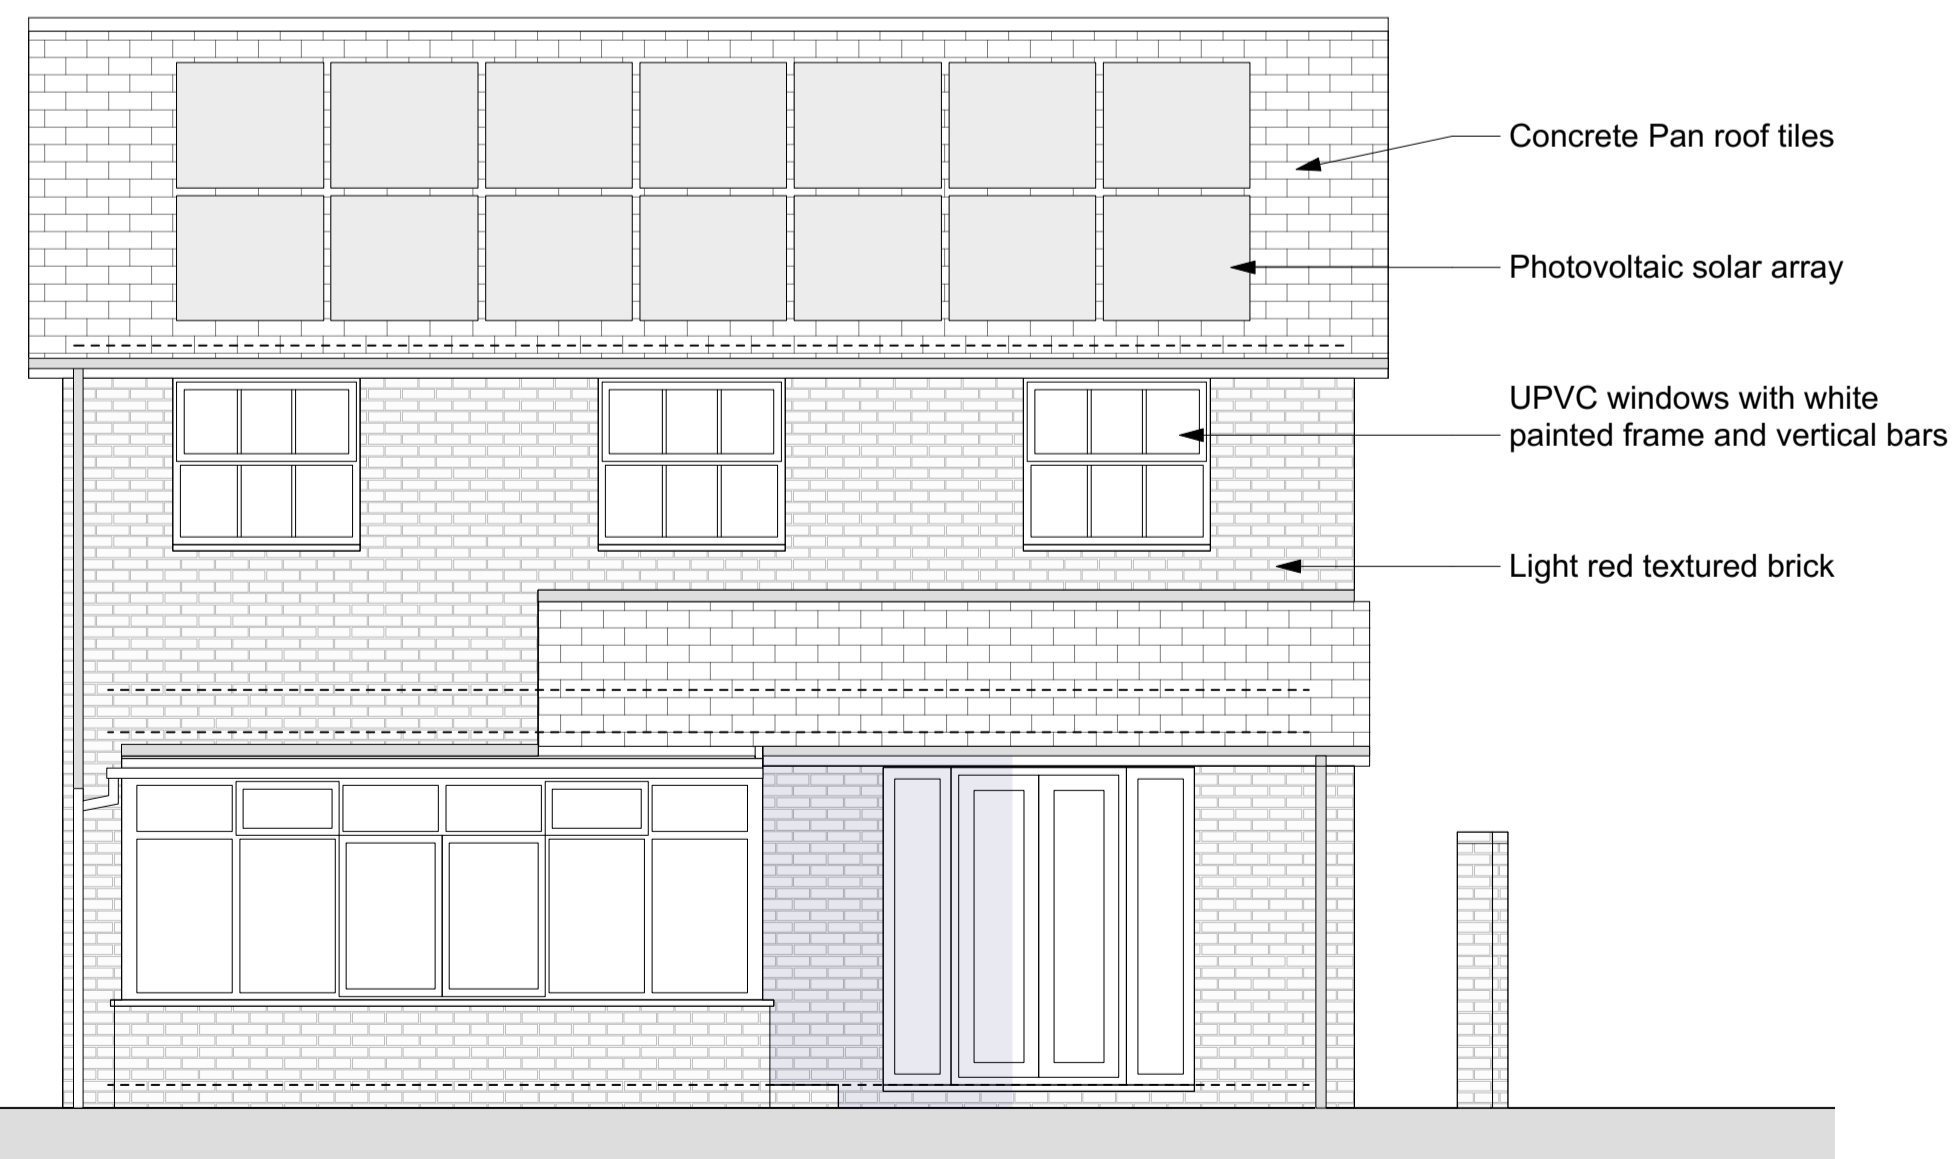 Concrete Pan roof tiles
Photovoltaic solar array
UPVC windows with white
painted frame and vertical bars
Light red textured brick